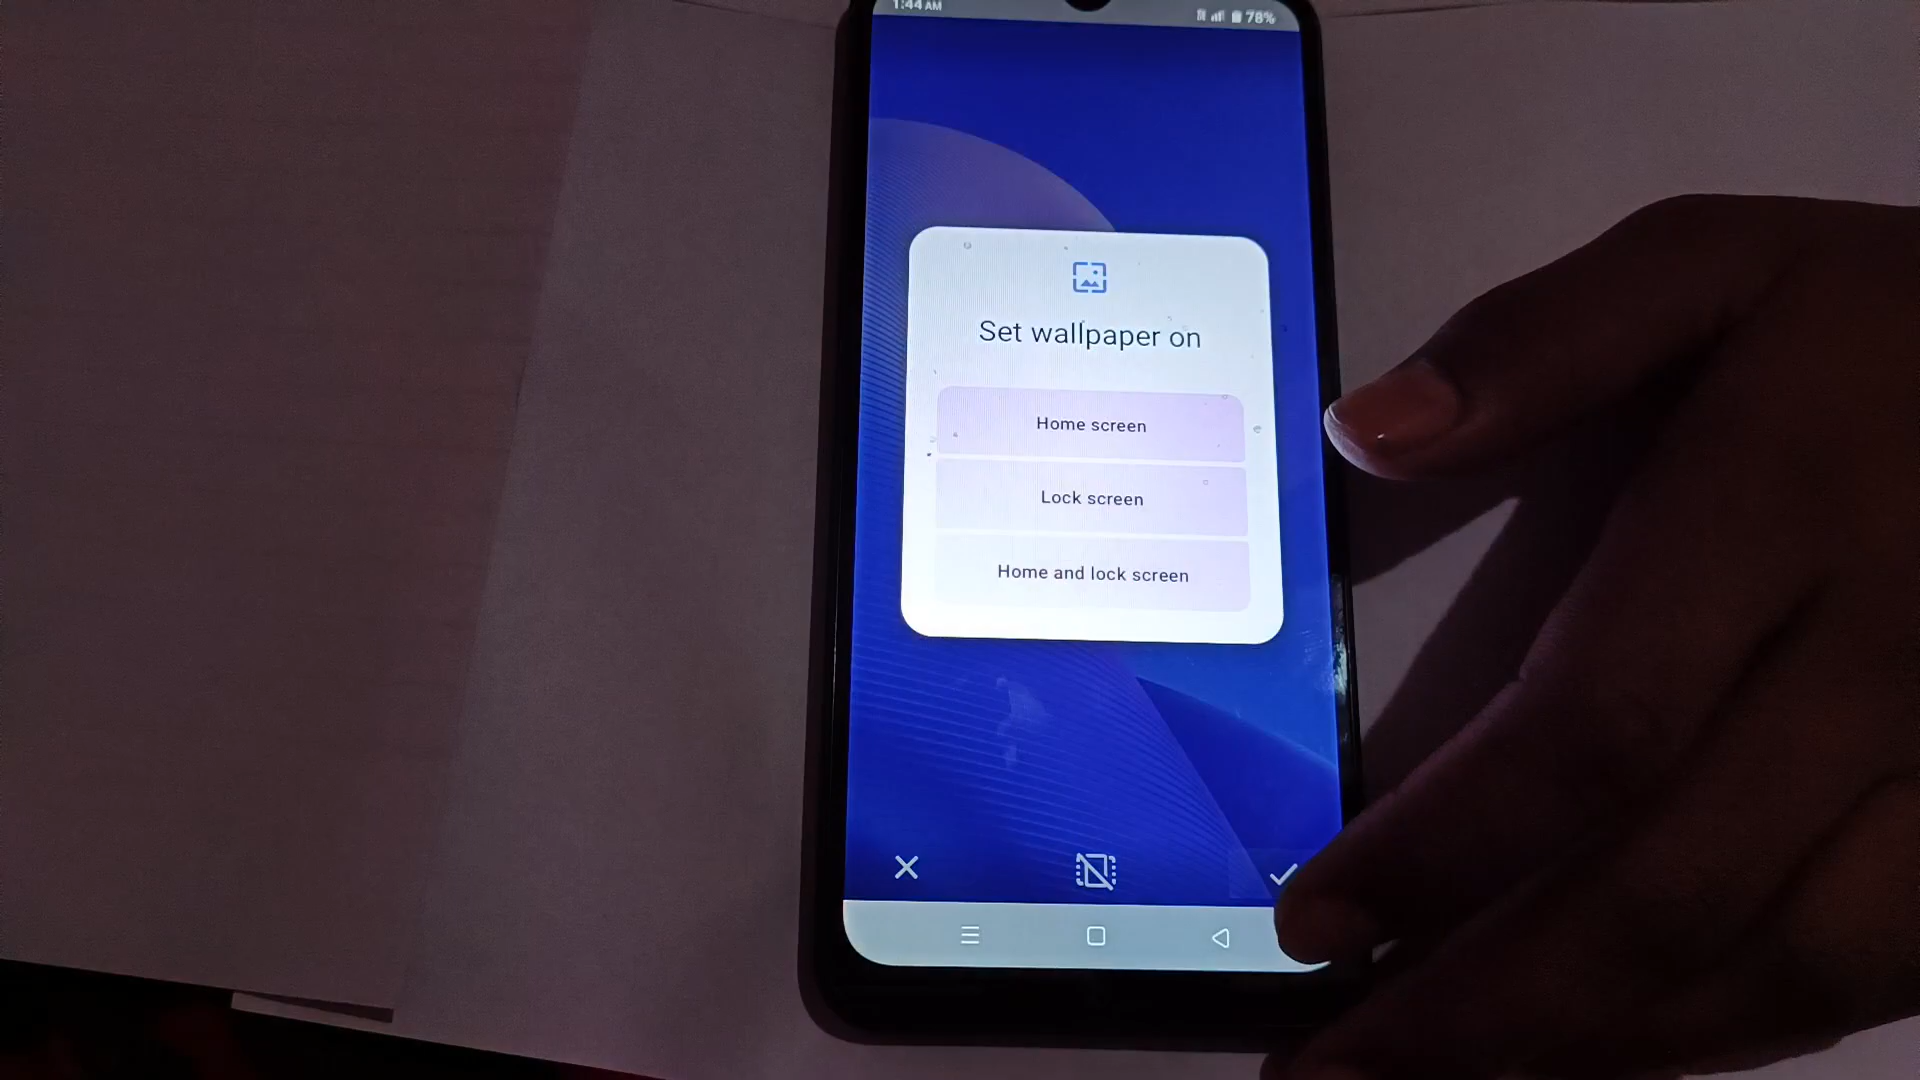 1:44 AM
78%
Set wallpaper on
Home screen
Lock screen
Home and lock screen